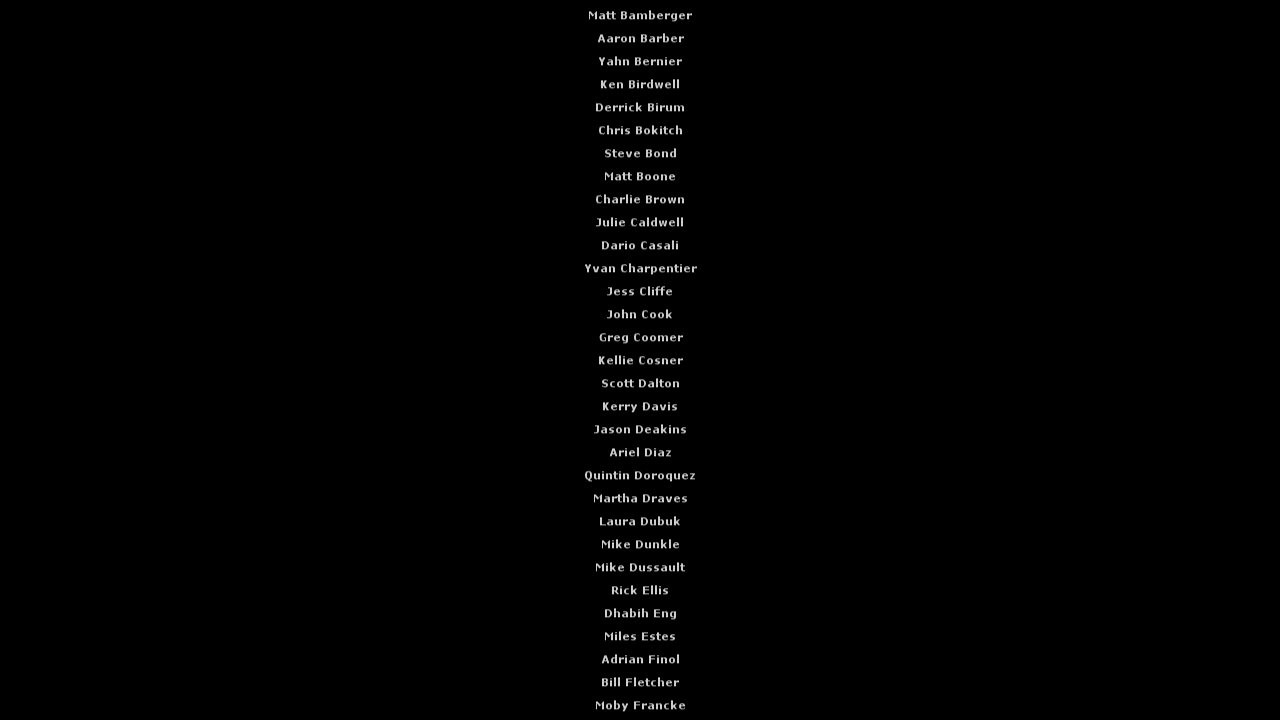 Matt Bamberger
Aaron Barber
Yahn Bernier
Ken Birdwell
Derrick Birum
Chris Bokitch
Steve Bond
Matt Boone
Charlie Brown
Julie Caldwell
Dario Casali
Yvan Charpentier
Jess Cliffe
John Cook
Greg Coomer
Kellie Cosner
Scott Dalton
Kerry Davis
Jason Deakins
Ariel Diaz
Quintin Doroquez
Martha Draves
Laura Dubuk
Mike Dunkle
Mike Dussault
Rick Ellis
Dhabih Eng
Miles Estes
Adrian Finol
Bill Fletcher
Moby Francke